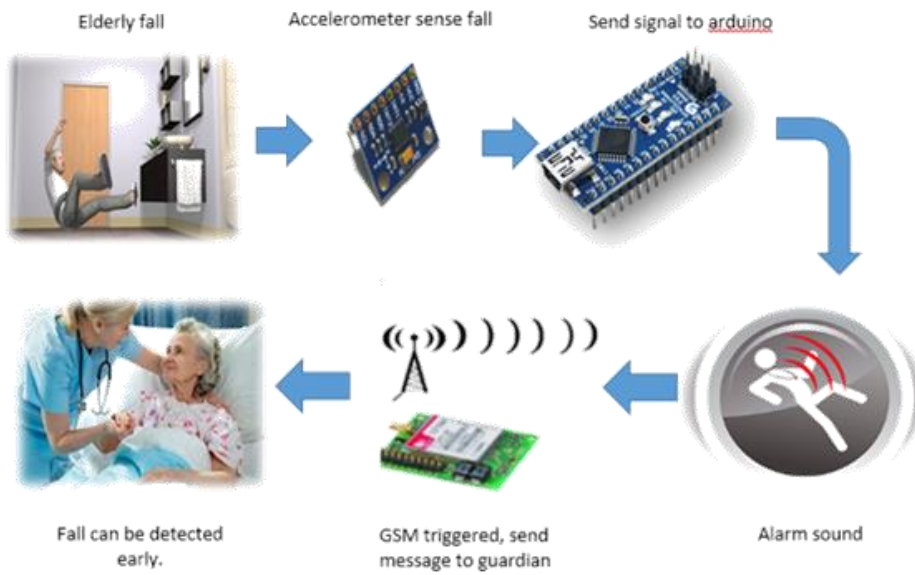 Elderly fall
Accelerometer sense fall
Send signal to arduino
Fall can be detected
early.
GSM triggered, send
message to guardian
Alarm sound